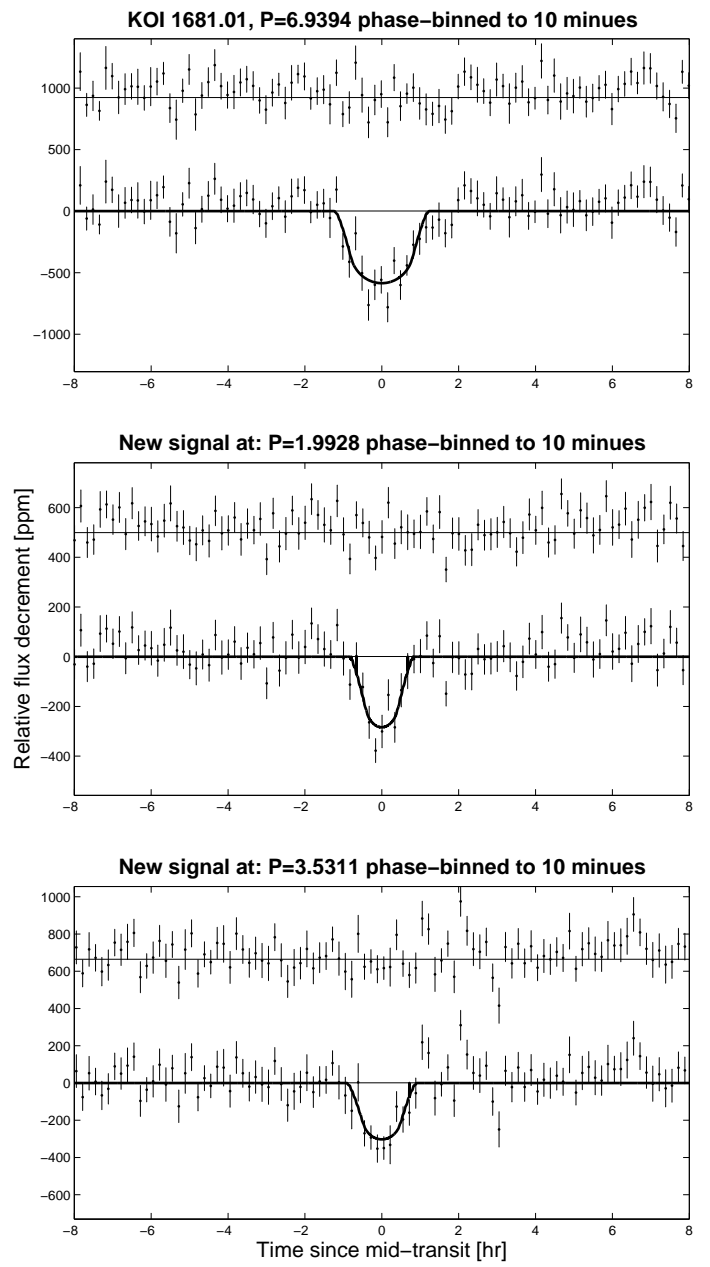 KOI 1681.01, P=6.9394 phase−binned to 10 minues
1000
500
0
−500
−1000
−8 −6 −4 −2 0 2 4 6 8
New signal at: P=1.9928 phase−binned to 10 minues
600
400
200
0
−200
−400
−8 −6 −4 −2 0 2 4 6 8
Relative flux decrement [ppm]
New signal at: P=3.5311 phase−binned to 10 minues
1000
800
600
400
200
0
−200
−400
−600
−8 −6 −4 −2 0 2 4 6 8
Time since mid−transit [hr]